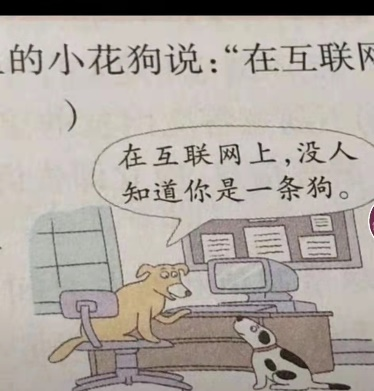 的小花狗说：“在互联网
）
在互联网上，没人
知道你是一条狗。